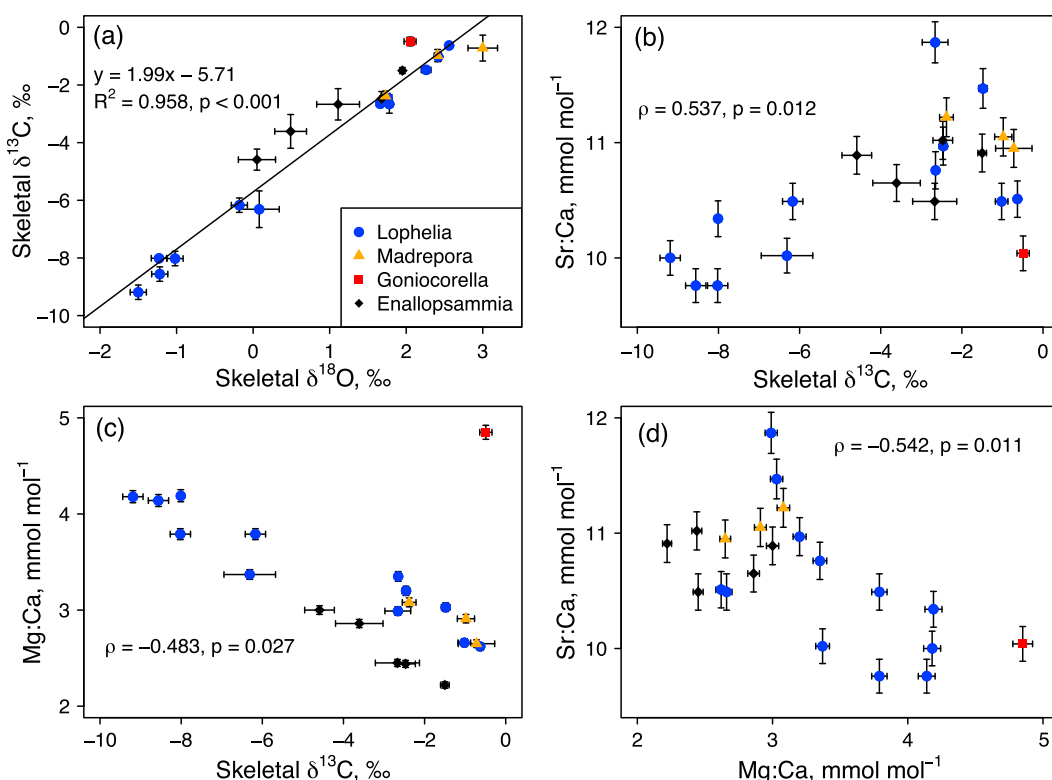 (a)
y = 1.99x − 5.71
R² = 0.958, p < 0.001
Skeletal δ¹³C, ‰
0
−2
−4
−6
−8
−10
Lophelia
Madrepora
Goniocorella
Enallopsammia
−2 −1 0 1 2 3
Skeletal δ¹⁸O, ‰
(b)
ρ = 0.537, p = 0.012
Sr:Ca, mmol mol⁻¹
12
11
10
−10 −8 −6 −4 −2 0
Skeletal δ¹³C, ‰
(c)
ρ = −0.483, p = 0.027
Mg:Ca, mmol mol⁻¹
5
4
3
2
−10 −8 −6 −4 −2 0
Skeletal δ¹³C, ‰
(d)
ρ = −0.542, p = 0.011
Sr:Ca, mmol mol⁻¹
12
11
10
2 3 4 5
Mg:Ca, mmol mol⁻¹